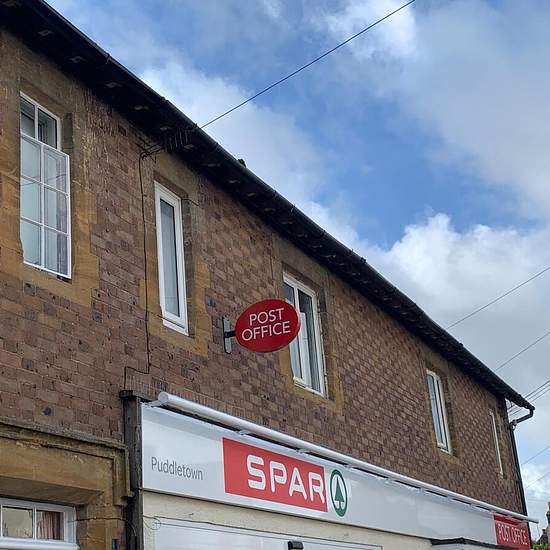 POST
OFFICE
Puddletown
SPAR
POST OFFICE